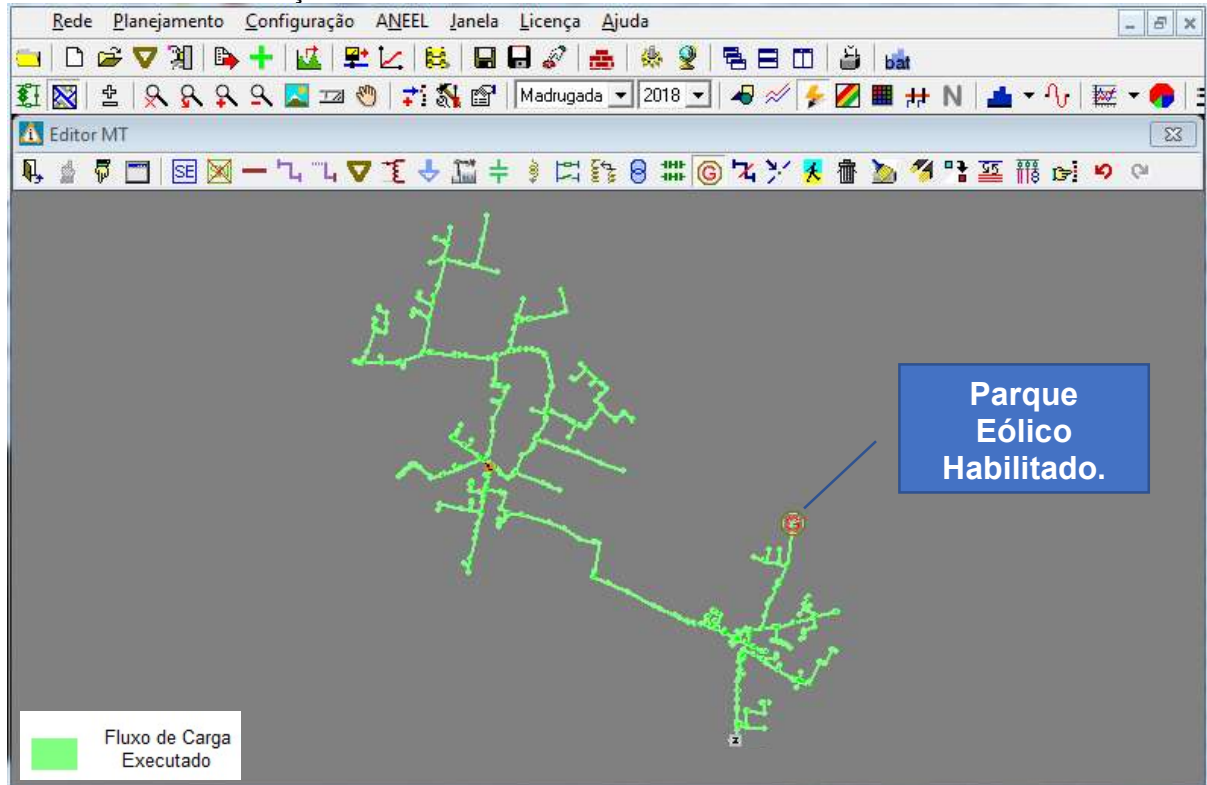 Rede Planejamento Configuração ANEEL Janela Licença Ajuda
bat
Madrugada 2018 N
Editor MT
SE G
Parque
Eólico
Habilitado.
G
z
Fluxo de Carga
Executado